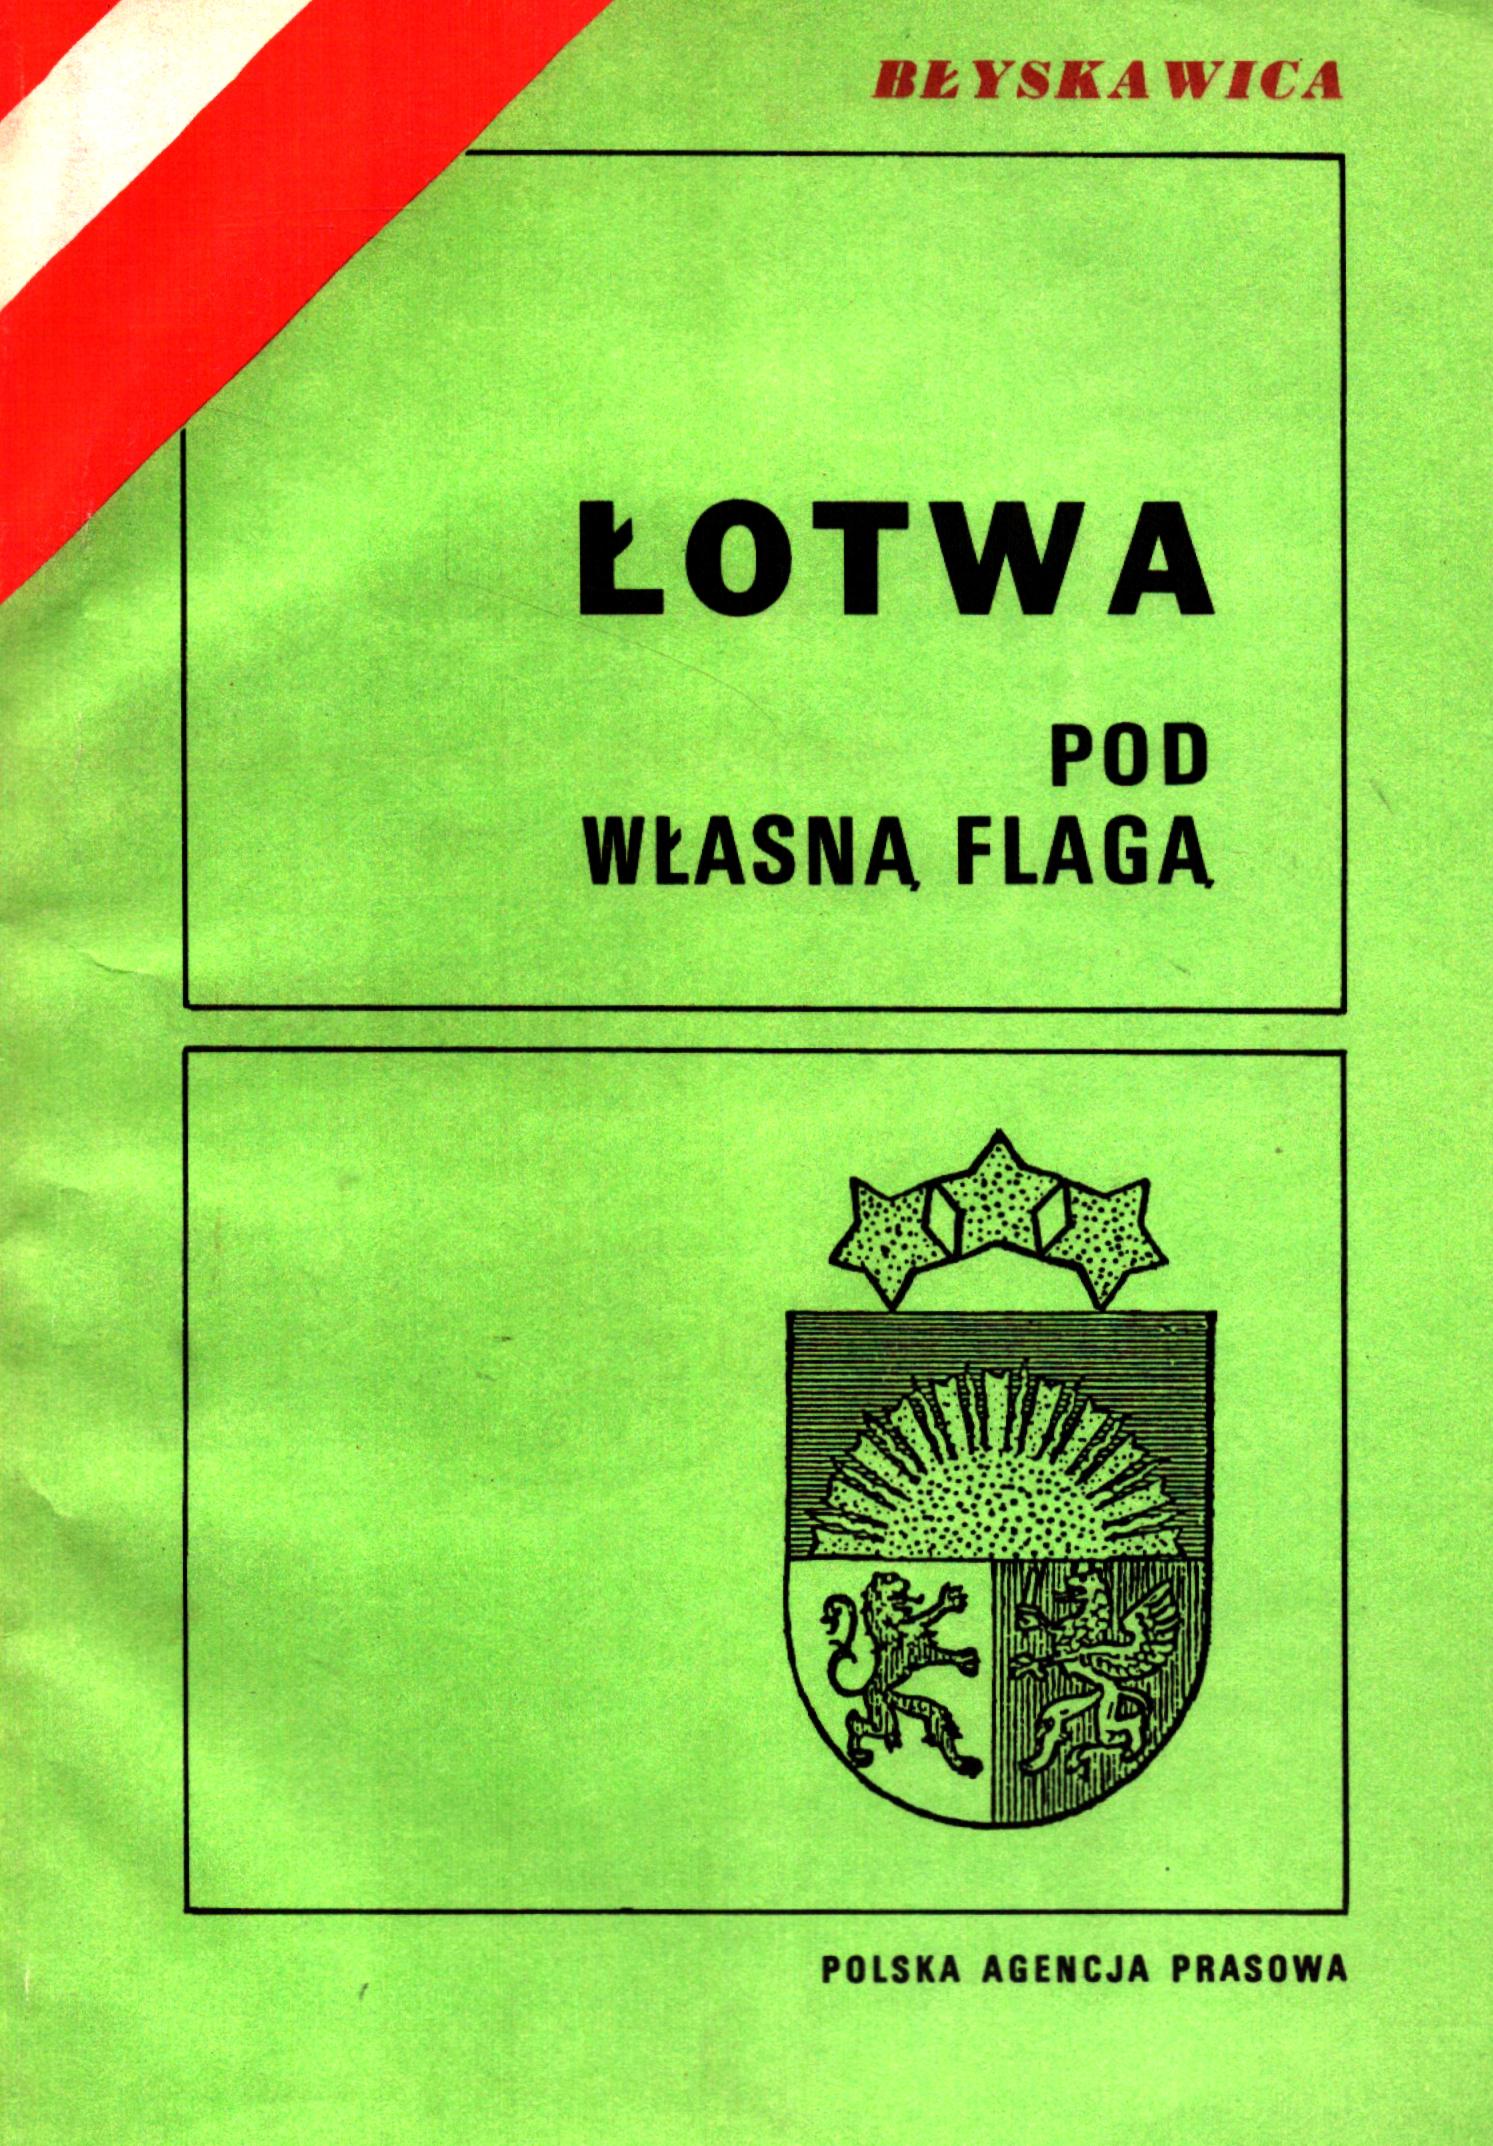 BŁYSKAWICA
ŁOTWA
POD
WŁASNĄ FLAGĄ
POLSKA AGENCJA PRASOWA